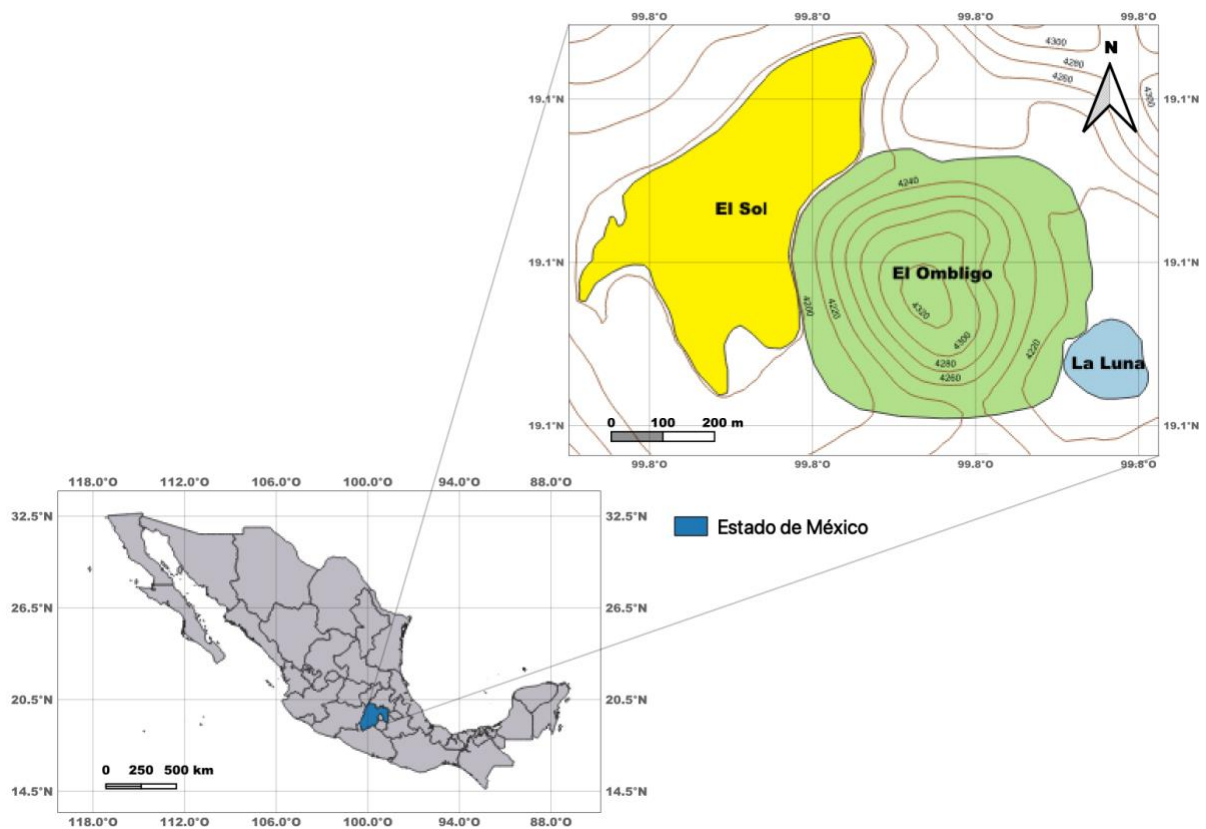 99.8°O 99.8°O 99.8°O 99.8°O
N
4300
4280
4260
4300
19.1°N 19.1°N
4240
El Sol
19.1°N 19.1°N
El Ombligo
4200
4220
4320
4300
4280
4260
4220
La Luna
0 100 200 m
19.1°N 19.1°N
99.8°O 99.8°O 99.8°O 99.8°O
118.0°O 112.0°O 106.0°O 100.0°O 94.0°O 88.0°O
32.5°N 32.5°N
Estado de México
26.5°N 26.5°N
20.5°N 20.5°N
0 250 500 km
14.5°N 14.5°N
118.0°O 112.0°O 106.0°O 100.0°O 94.0°O 88.0°O